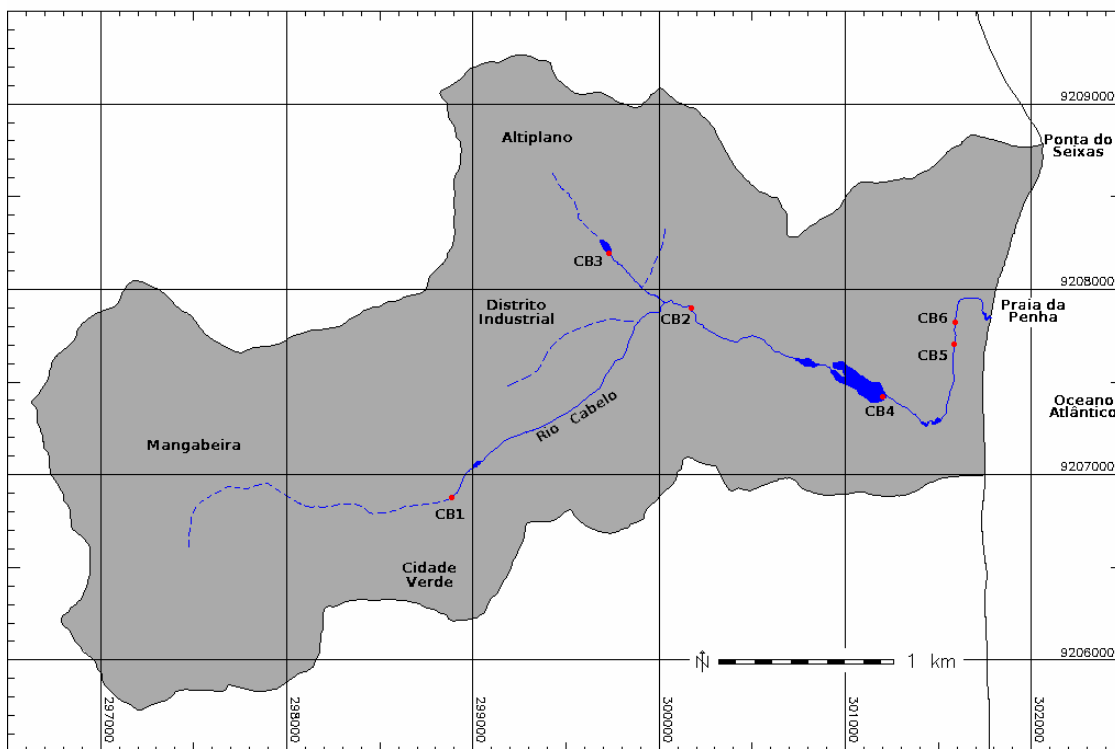 9209000
Altiplano
Ponta do
Seixas
CB3
9208000
Distrito
Industrial
CB2
Praia da
Penha
CB6
CB5
Oceano
Atlântico
CB4
Rio Cabelo
Mangabeira
9207000
CB1
Cidade
Verde
N
1 km
9206000
297000
298000
299000
300000
301000
302000